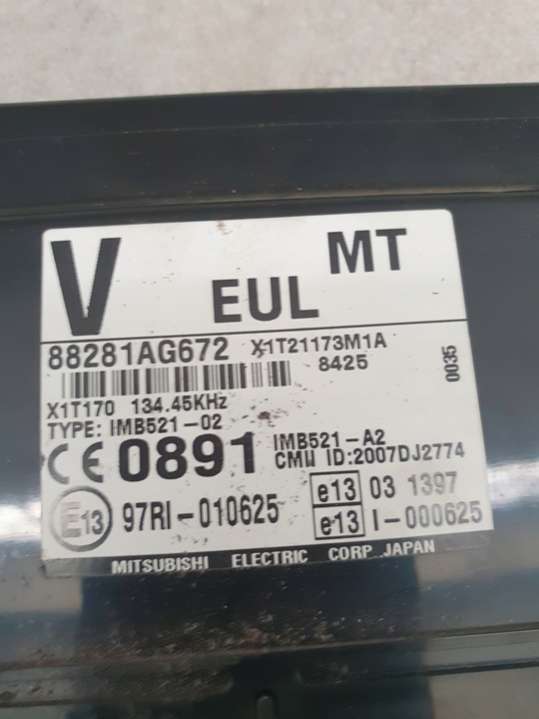 V EUL MT
88281AG672 X1T21173M1A
8425
0035
X1T170 134.45KHz
TYPE: IMB521-02
CE 0891 IMB521-A2
CMW ID:2007DJ2774
E13 97RI-010625 e13 03 1397
e13 I-000625
MITSUBISHI ELECTRIC CORP JAPAN